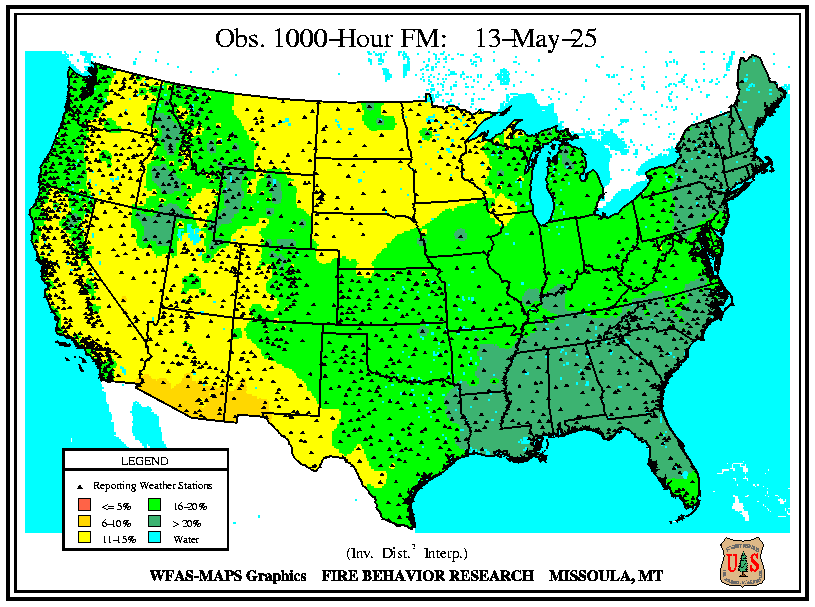 Obs. 1000-Hour FM: 13-May-25
LEGEND
Reporting Weather Stations
<= 5% 16-20%
6-10% > 20%
11-15% Water
(Inv. Dist.² Interp.)
WFAS-MAPS Graphics FIRE BEHAVIOR RESEARCH MISSOULA, MT
U S